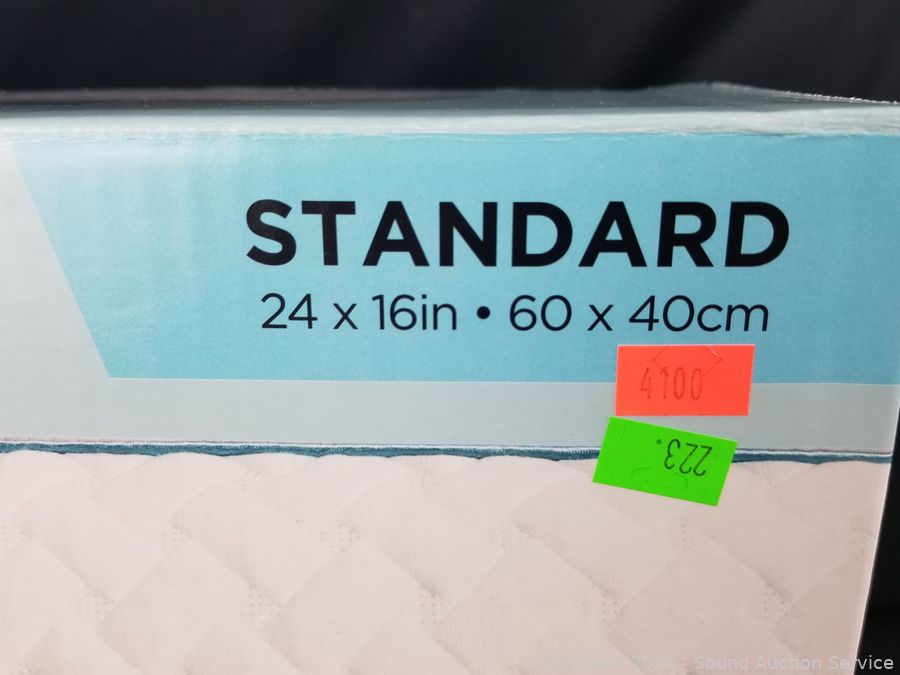 STANDARD
24 x 16in • 60 x 40cm
4100
223.
Copyright 2024 - Sound Auction Service